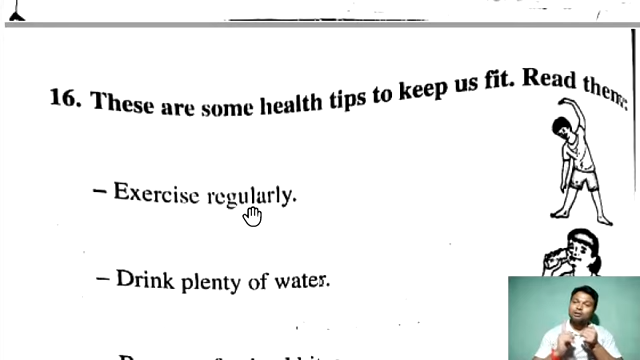 16. These are some health tips to keep us fit. Read them:
– Exercise regularly.
– Drink plenty of water.